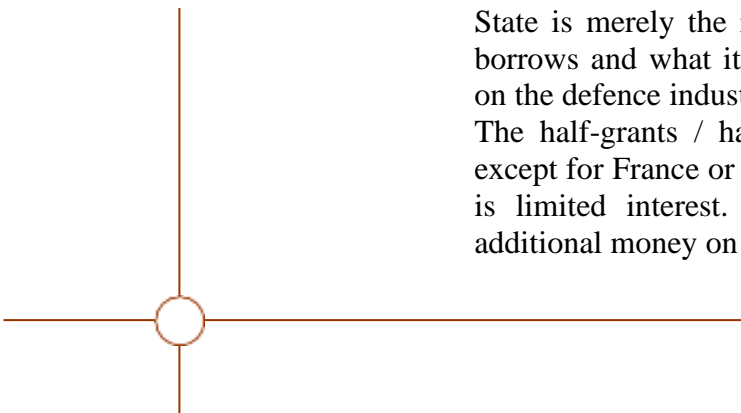 State is merely the
borrows and what it
on the defence indust
The half-grants / ha
except for France or
is limited interest.
additional money on